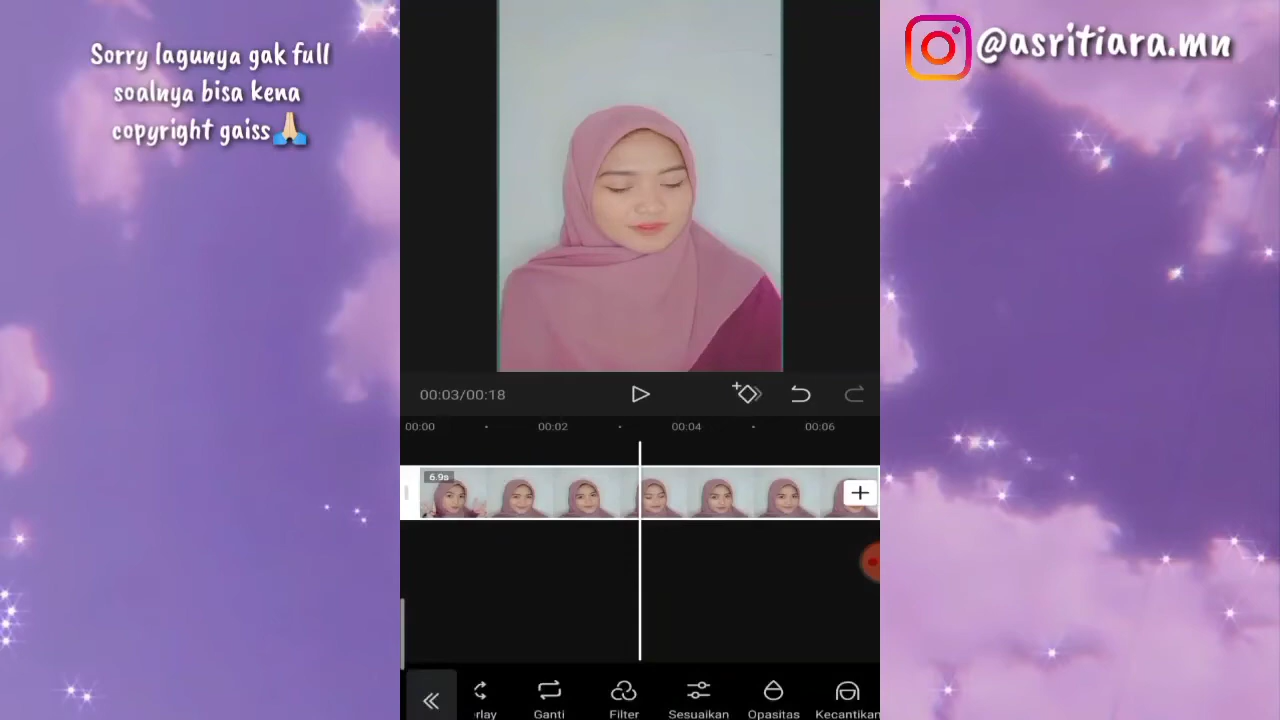 Sorry lagunya gak full
soalnya bisa kena
copyright gaiss🙏🏻
@asritiara.mn
00:03/00:18
00:00
00:02
00:04
00:06
6.9s
rlay
Ganti
Filter
Sesuaikan
Opasitas
Kecantikan